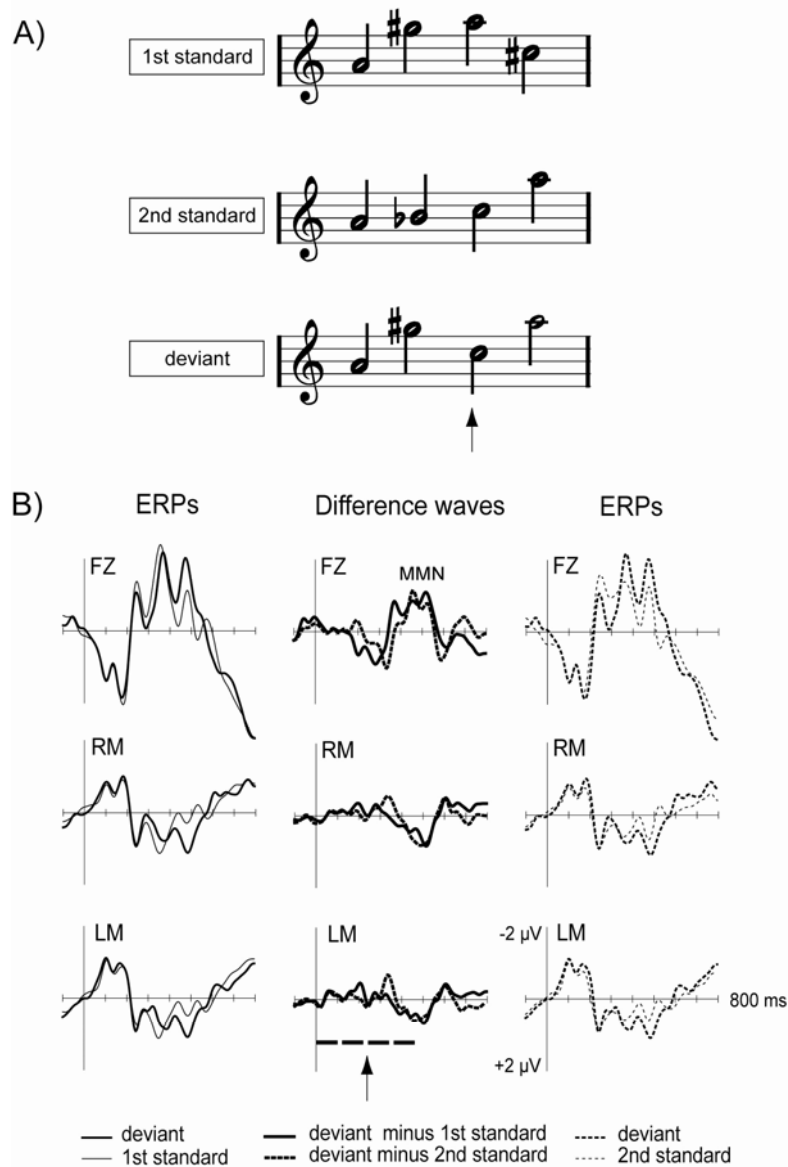 A)
1st standard
2nd standard
deviant
B)
ERPs
Difference waves
ERPs
FZ
FZ
MMN
FZ
RM
RM
RM
LM
LM
-2 µV
LM
800 ms
+2 µV
deviant
deviant minus 1st standard
deviant
1st standard
deviant minus 2nd standard
2nd standard